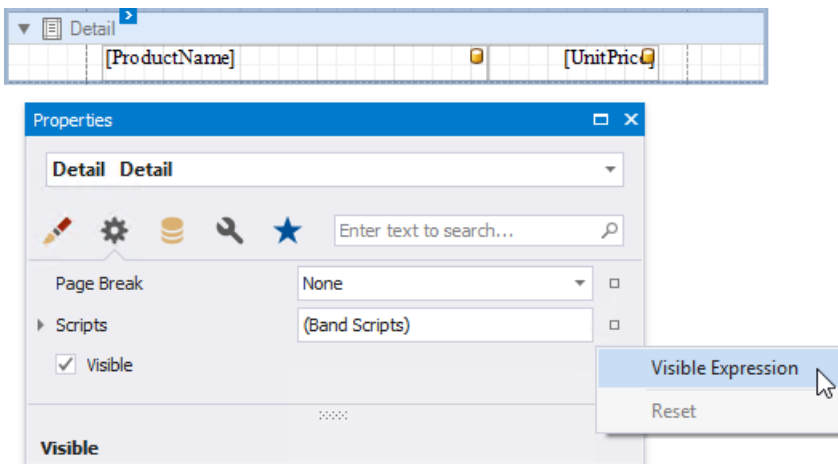 Detail
[ProductName] [UnitPric]
Properties
Detail Detail
Enter text to search...
Page Break None
Scripts (Band Scripts)
Visible
Visible Expression
Reset
Visible